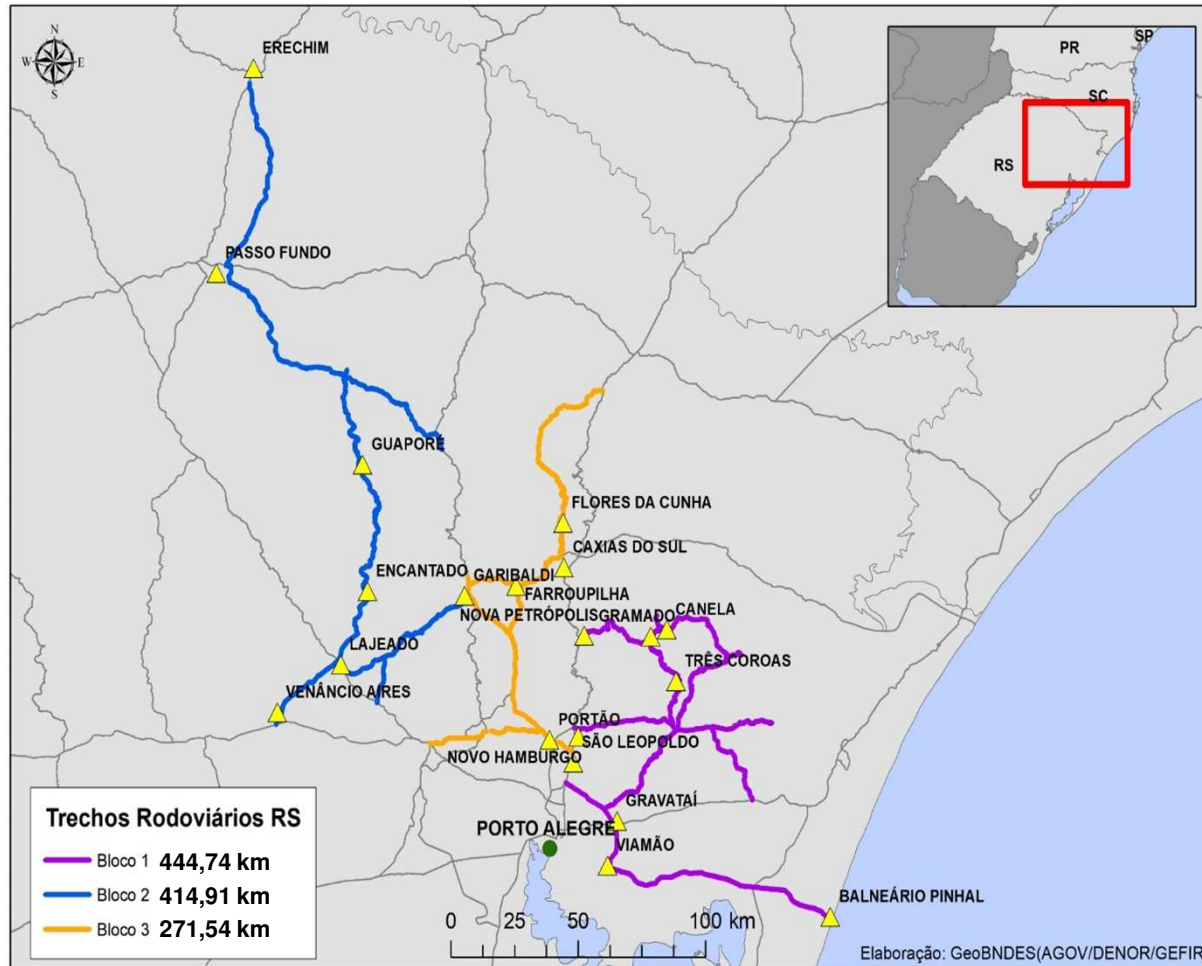 N
W E
S
ERECHIM
PASSO FUNDO
GUAPORÉ
FLORES DA CUNHA
CAXIAS DO SUL
ENCANTADO
GARIBALDI
FARROUPILHA
NOVA PETRÓPOLIS
GRAMADO
CANELA
LAJEADO
TRÊS COROAS
VENÂNCIO AIRES
PORTÃO
SÃO LEOPOLDO
NOVO HAMBURGO
GRAVATAÍ
PORTO ALEGRE
VIAMÃO
BALNEÁRIO PINHAL
PR
SP
SC
RS
Trechos Rodoviários RS
Bloco 1 444,74 km
Bloco 2 414,91 km
Bloco 3 271,54 km
0 25 50 100 km
Elaboração: GeoBNDES(AGOV/DENOR/GEFIR